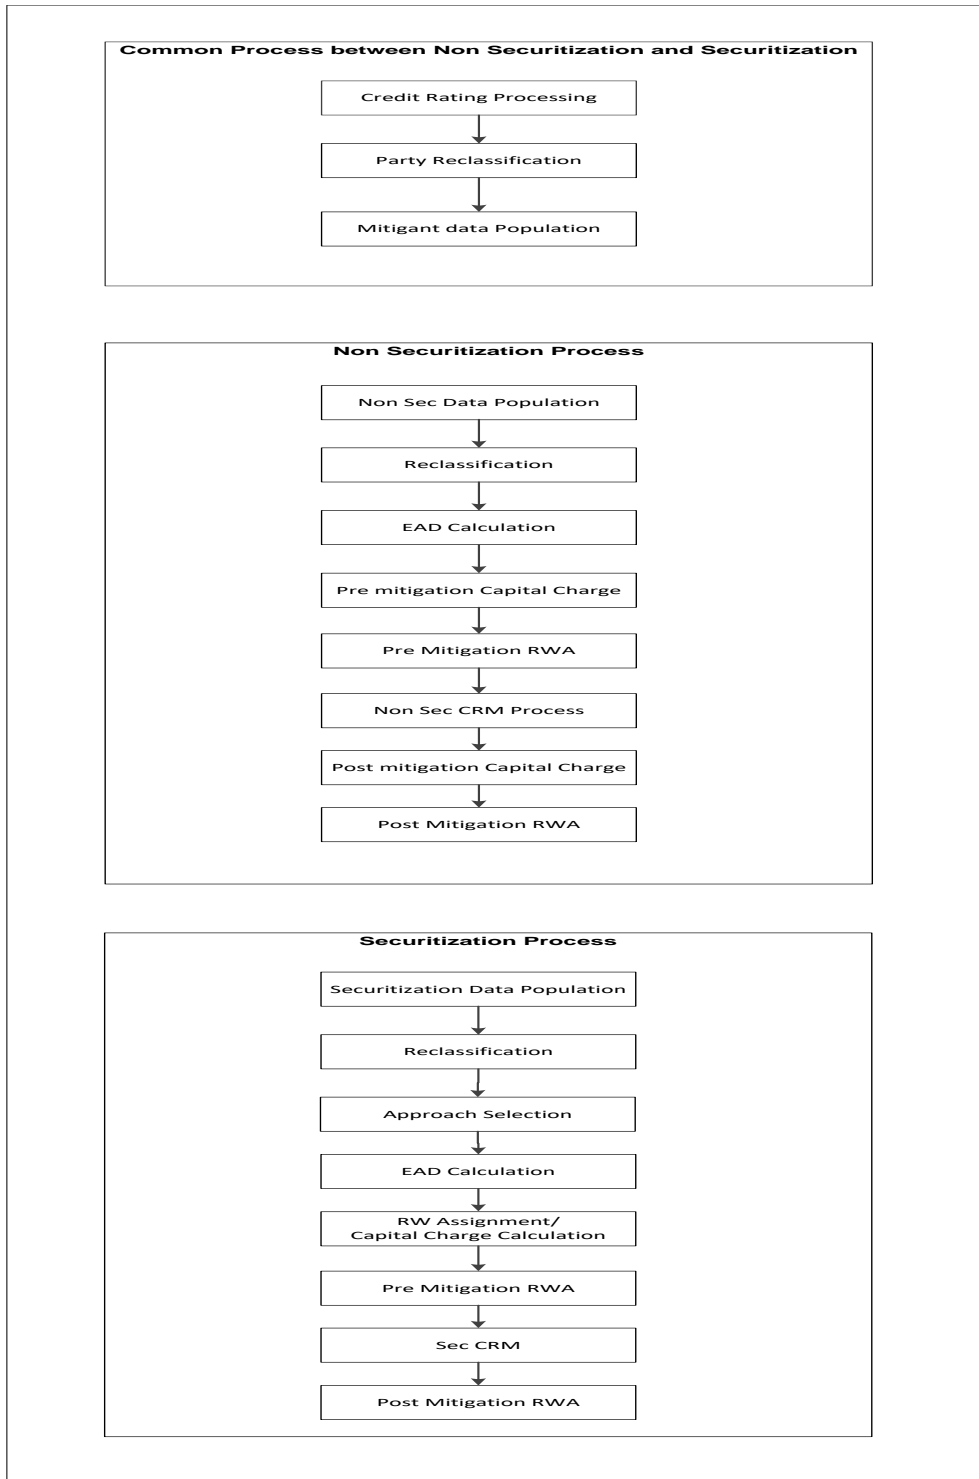 Common Process between Non Securitization and Securitization
Credit Rating Processing
Party Reclassification
Mitigant data Population
Non Securitization Process
Non Sec Data Population
Reclassification
EAD Calculation
Pre mitigation Capital Charge
Pre Mitigation RWA
Non Sec CRM Process
Post mitigation Capital Charge
Post Mitigation RWA
Securitization Process
Securitization Data Population
Reclassification
Approach Selection
EAD Calculation
RW Assignment/
Capital Charge Calculation
Pre Mitigation RWA
Sec CRM
Post Mitigation RWA